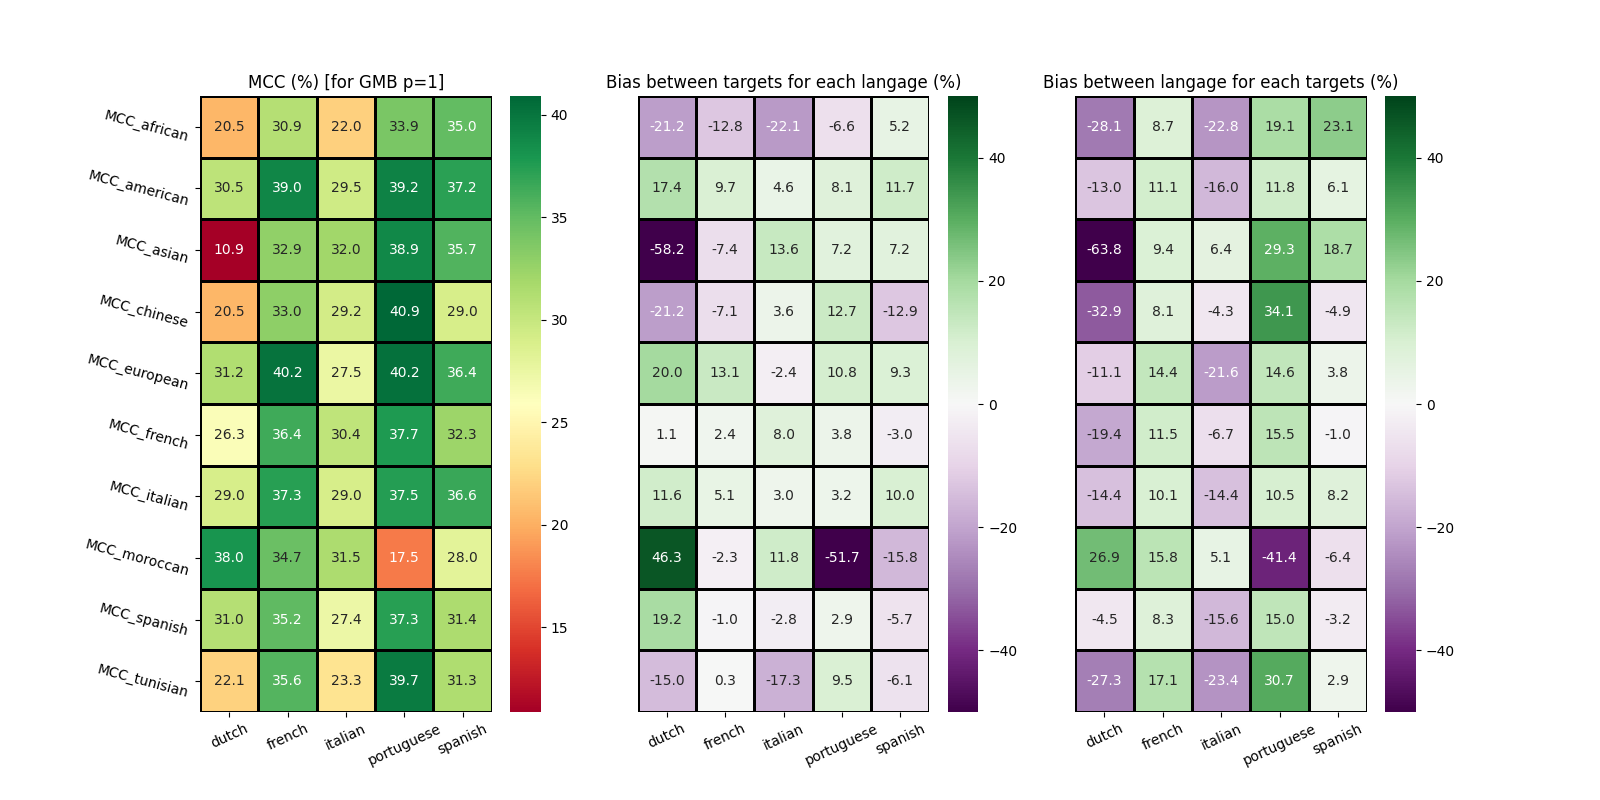 MCC (%) [for GMB p=1]
MCC_african 20.5 30.9 22.0 33.9 35.0
MCC_american 30.5 39.0 29.5 39.2 37.2
MCC_asian 10.9 32.9 32.0 38.9 35.7
MCC_chinese 20.5 33.0 29.2 40.9 29.0
MCC_european 31.2 40.2 27.5 40.2 36.4
MCC_french 26.3 36.4 30.4 37.7 32.3
MCC_italian 29.0 37.3 29.0 37.5 36.6
MCC_moroccan 38.0 34.7 31.5 17.5 28.0
MCC_spanish 31.0 35.2 27.4 37.3 31.4
MCC_tunisian 22.1 35.6 23.3 39.7 31.3
dutch french italian portuguese spanish
40
35
30
25
20
15
Bias between targets for each langage (%)
-21.2 -12.8 -22.1 -6.6 5.2
17.4 9.7 4.6 8.1 11.7
-58.2 -7.4 13.6 7.2 7.2
-21.2 -7.1 3.6 12.7 -12.9
20.0 13.1 -2.4 10.8 9.3
1.1 2.4 8.0 3.8 -3.0
11.6 5.1 3.0 3.2 10.0
46.3 -2.3 11.8 -51.7 -15.8
19.2 -1.0 -2.8 2.9 -5.7
-15.0 0.3 -17.3 9.5 -6.1
dutch french italian portuguese spanish
40
20
0
−20
−40
Bias between langage for each targets (%)
-28.1 8.7 -22.8 19.1 23.1
-13.0 11.1 -16.0 11.8 6.1
-63.8 9.4 6.4 29.3 18.7
-32.9 8.1 -4.3 34.1 -4.9
-11.1 14.4 -21.6 14.6 3.8
-19.4 11.5 -6.7 15.5 -1.0
-14.4 10.1 -14.4 10.5 8.2
26.9 15.8 5.1 -41.4 -6.4
-4.5 8.3 -15.6 15.0 -3.2
-27.3 17.1 -23.4 30.7 2.9
dutch french italian portuguese spanish
40
20
0
−20
−40